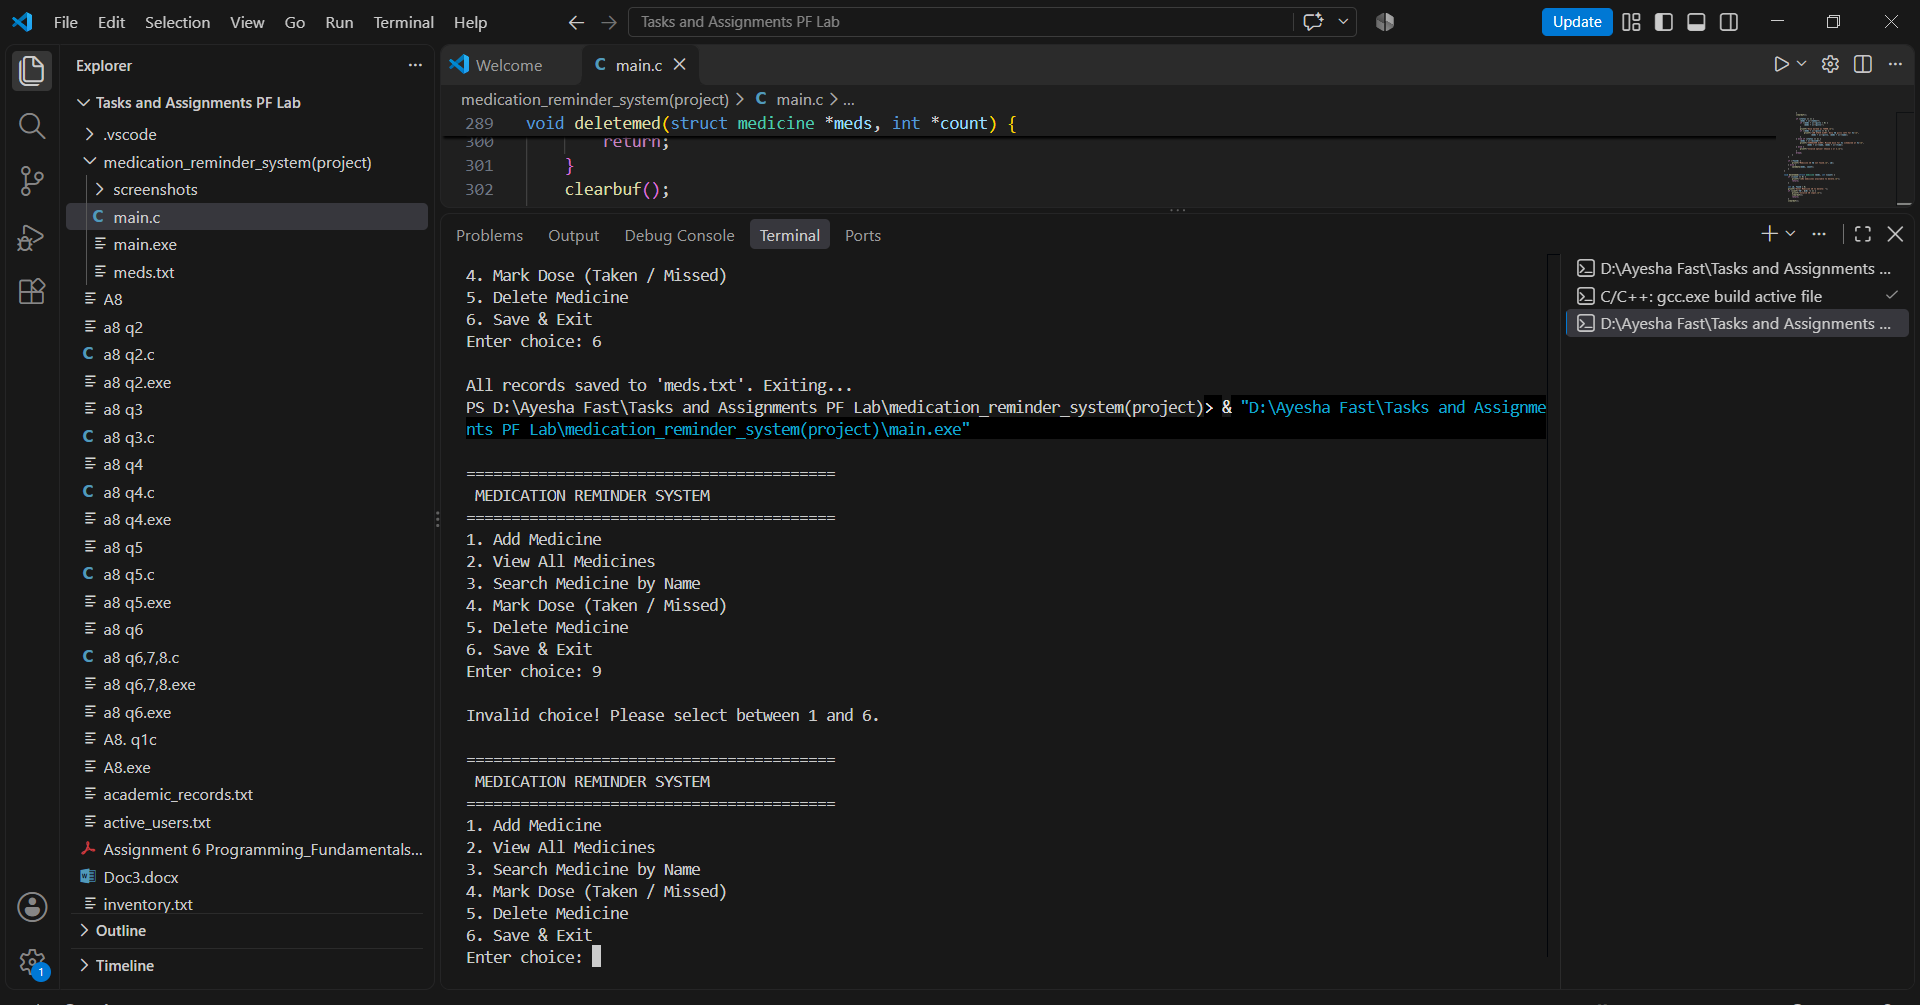 File Edit Selection View Go Run Terminal Help
Tasks and Assignments PF Lab
Update
Explorer
Tasks and Assignments PF Lab
.vscode
medication_reminder_system(project)
screenshots
C main.c
main.exe
meds.txt
A8
a8 q2
C a8 q2.c
a8 q2.exe
a8 q3
C a8 q3.c
a8 q4
C a8 q4.c
a8 q4.exe
a8 q5
C a8 q5.c
a8 q5.exe
a8 q6
C a8 q6,7,8.c
a8 q6,7,8.exe
a8 q6.exe
A8. q1c
A8.exe
academic_records.txt
active_users.txt
Assignment 6 Programming_Fundamentals...
Doc3.docx
inventory.txt
Outline
Timeline
1
Welcome
C main.c
medication_reminder_system(project) > C main.c > ...
289 void deletemed(struct medicine *meds, int *count) {
300 return;
301 }
302 clearbuf();
Problems Output Debug Console Terminal Ports
4. Mark Dose (Taken / Missed)
5. Delete Medicine
6. Save & Exit
Enter choice: 6
All records saved to 'meds.txt'. Exiting...
PS D:\Ayesha Fast\Tasks and Assignments PF Lab\medication_reminder_system(project)> & "D:\Ayesha Fast\Tasks and Assignme
nts PF Lab\medication_reminder_system(project)\main.exe"
=========================================
MEDICATION REMINDER SYSTEM
=========================================
1. Add Medicine
2. View All Medicines
3. Search Medicine by Name
4. Mark Dose (Taken / Missed)
5. Delete Medicine
6. Save & Exit
Enter choice: 9
Invalid choice! Please select between 1 and 6.
=========================================
MEDICATION REMINDER SYSTEM
=========================================
1. Add Medicine
2. View All Medicines
3. Search Medicine by Name
4. Mark Dose (Taken / Missed)
5. Delete Medicine
6. Save & Exit
Enter choice:
D:\Ayesha Fast\Tasks and Assignments ...
C/C++: gcc.exe build active file
D:\Ayesha Fast\Tasks and Assignments ...